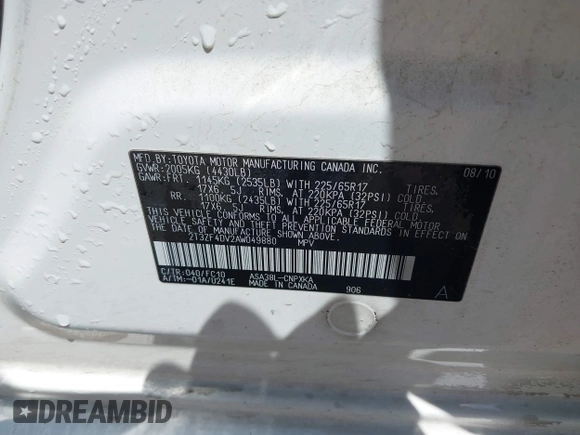 MFD. BY: TOYOTA MOTOR MANUFACTURING CANADA INC.
08/10
GVWR: 2005KG (4430LB)
GAWR: FRT 1145KG (2535LB) WITH 225/65R17 TIRES,
17X6.5J RIMS, AT 220KPA (32PSI) COLD.
RR. 1100KG (2435LB) WITH 225/65R17 TIRES,
17X6.5J RIMS, AT 220KPA (32PSI) COLD.
THIS VEHICLE CONFORMS TO ALL APPLICABLE FEDERAL MOTOR
VEHICLE SAFETY AND THEFT PREVENTION STANDARDS IN EFFECT ON
THE DATE OF MANUFACTURE SHOWN ABOVE.
2T3ZF4DV2AW049880 MPV
C/TR: 040/FC10 ASA38L-CNPXKA
A/TM: -01A/U241E MADE IN CANADA 906 A
DREAMBID